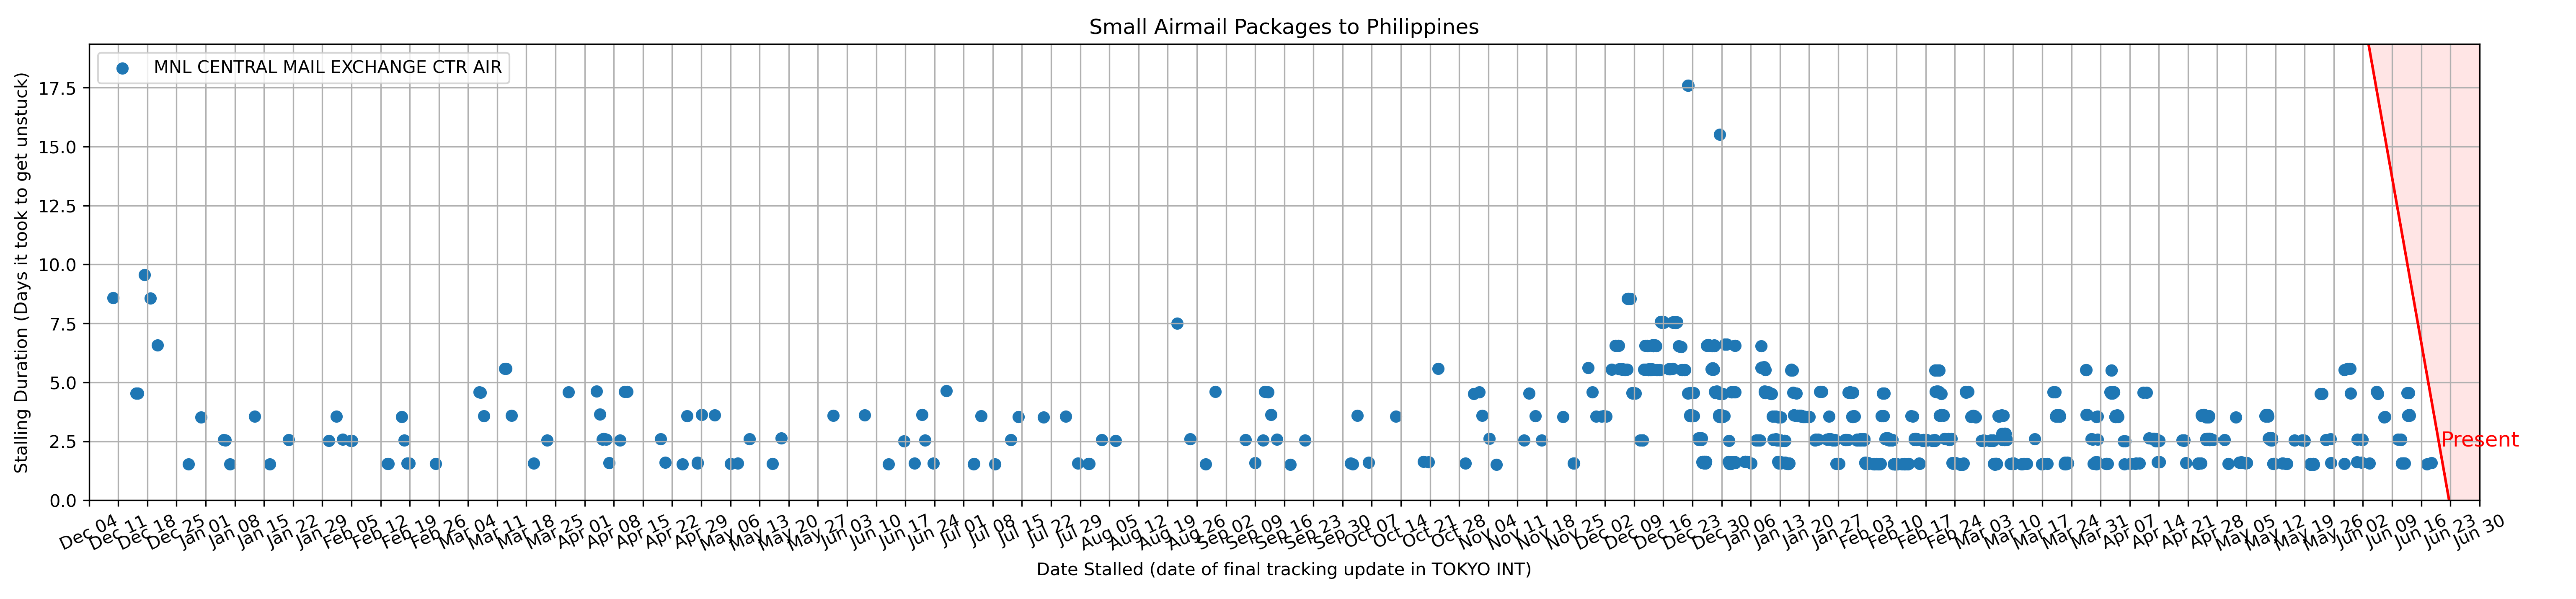 Small Airmail Packages to Philippines
MNL CENTRAL MAIL EXCHANGE CTR AIR
Stalling Duration (Days it took to get unstuck)
17.5
15.0
12.5
10.0
7.5
5.0
2.5
0.0
Present
Dec 04 Dec 11 Dec 18 Dec 25 Jan 01 Jan 08 Jan 15 Jan 22 Jan 29 Feb 05 Feb 12 Feb 19 Feb 26 Mar 04 Mar 11 Mar 18 Mar 25 Apr 01 Apr 08 Apr 15 Apr 22 Apr 29 May 06 May 13 May 20 May 27 Jun 03 Jun 10 Jun 17 Jun 24 Jul 01 Jul 08 Jul 15 Jul 22 Jul 29 Aug 05 Aug 12 Aug 19 Aug 26 Sep 02 Sep 09 Sep 16 Sep 23 Sep 30 Oct 07 Oct 14 Oct 21 Oct 28 Nov 04 Nov 11 Nov 18 Nov 25 Dec 02 Dec 09 Dec 16 Dec 23 Dec 30 Jan 06 Jan 13 Jan 20 Jan 27 Feb 03 Feb 10 Feb 17 Feb 24 Mar 03 Mar 10 Mar 17 Mar 24 Mar 31 Apr 07 Apr 14 Apr 21 Apr 28 May 05 May 12 May 19 May 26 Jun 02 Jun 09 Jun 16 Jun 23 Jun 30
Date Stalled (date of final tracking update in TOKYO INT)